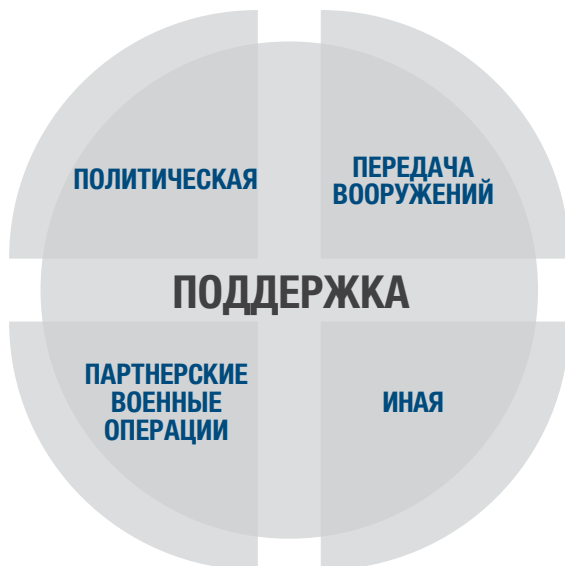 ПОЛИТИЧЕСКАЯ
ПЕРЕДАЧА
ВООРУЖЕНИЙ
ПОДДЕРЖКА
ПАРТНЕРСКИЕ
ВОЕННЫЕ
ОПЕРАЦИИ
ИНАЯ